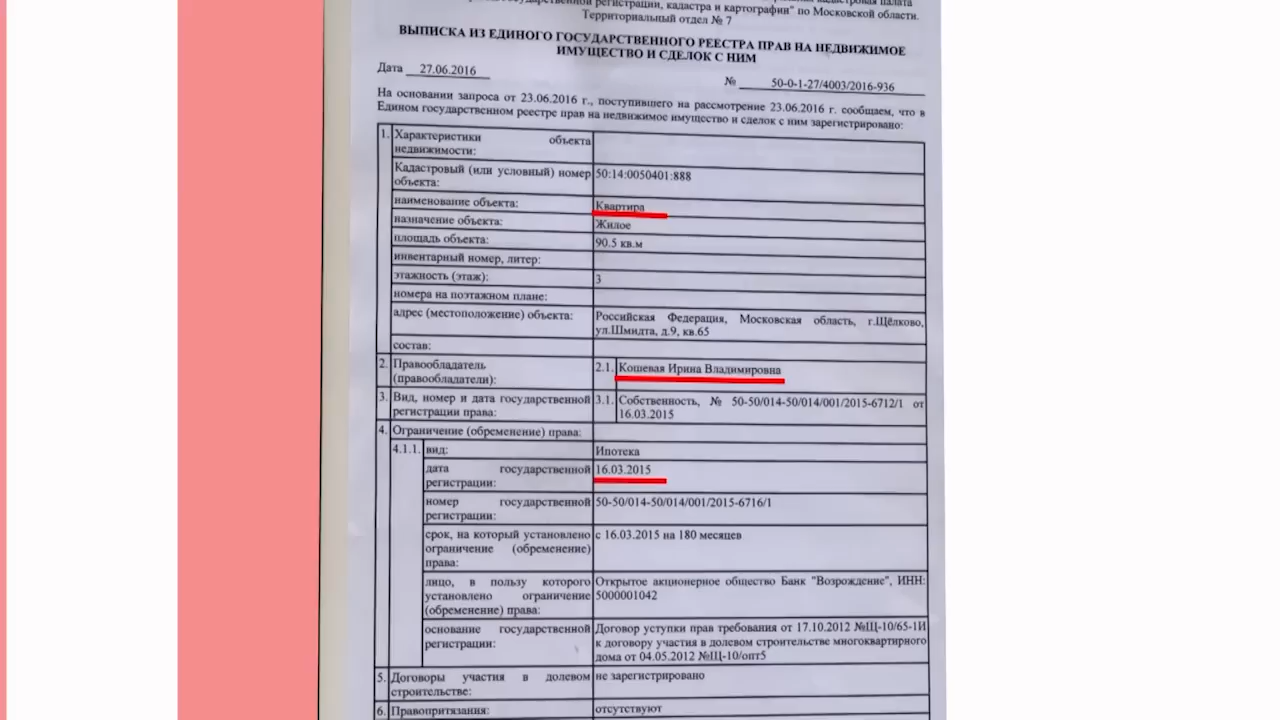 государственной регистрации, кадастра и картографии" по Московской области.
Территориальный отдел № 7
ВЫПИСКА ИЗ ЕДИНОГО ГОСУДАРСТВЕННОГО РЕЕСТРА ПРАВ НА НЕДВИЖИМОЕ
ИМУЩЕСТВО И СДЕЛОК С НИМ
Дата 27.06.2016
№ 50-0-1-27/4003/2016-936
На основании запроса от 23.06.2016 г., поступившего на рассмотрение 23.06.2016 г. сообщаем, что в
Едином государственном реестре прав на недвижимое имущество и сделок с ним зарегистрировано:
1. Характеристики объекта
недвижимости:
Кадастровый (или условный) номер 50:14:0050401:888
объекта:
наименование объекта: Квартира
назначение объекта: Жилое
площадь объекта: 90.5 кв.м
инвентарный номер, литер:
этажность (этаж): 3
номера на поэтажном плане:
адрес (местоположение) объекта: Российская Федерация, Московская область, г.Щёлково,
ул.Шмидта, д.9, кв.65
состав:
2. Правообладатель 2.1. Кошевая Ирина Владимировна
(правообладатели):
3. Вид, номер и дата государственной 3.1. Собственность, № 50-50/014-50/014/001/2015-6712/1 от
регистрации права: 16.03.2015
4. Ограничение (обременение) права:
4.1.1. вид: Ипотека
дата государственной 16.03.2015
регистрации:
номер государственной 50-50/014-50/014/001/2015-6716/1
регистрации:
срок, на который установлено с 16.03.2015 на 180 месяцев
ограничение (обременение)
права:
лицо, в пользу которого Открытое акционерное общество Банк "Возрождение", ИНН:
установлено ограничение 5000001042
(обременение) права:
основание государственной Договор уступки прав требования от 17.10.2012 №Щ-10/65-1И
регистрации: к договору участия в долевом строительстве многоквартирного
дома от 04.05.2012 №Щ-10/опт5
5. Договоры участия в долевом не зарегистрировано
строительстве:
6. Правопритязания: отсутствуют